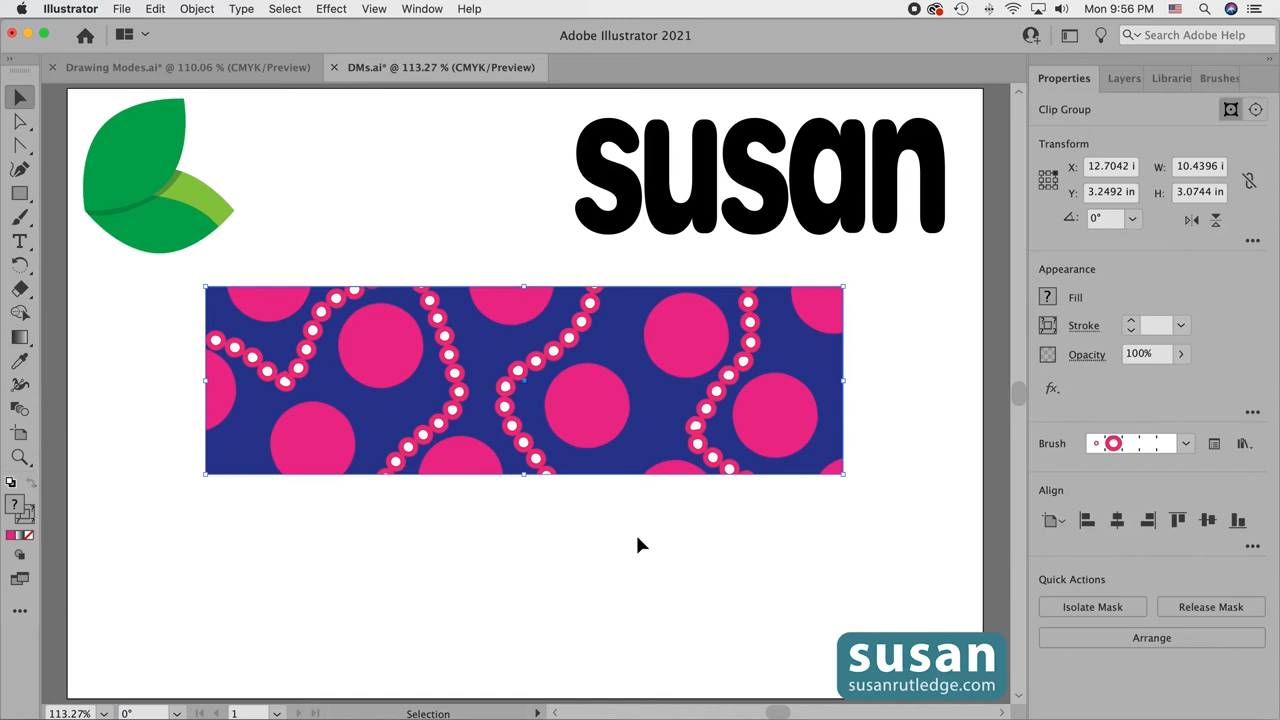 Illustrator File Edit Object Type Select Effect View Window Help Mon 9:56 PM
Adobe Illustrator 2021
Search Adobe Help
Drawing Modes.ai* @ 110.06 % (CMYK/Preview)
DMs.ai* @ 113.27 % (CMYK/Preview)
Properties Layers Librarie Brushes
Clip Group
Transform
X: 12.7042 i W: 10.4396 i
Y: 3.2492 in H: 3.0744 in
0°
Appearance
? Fill
Stroke
Opacity 100%
fx.
Brush
Align
Quick Actions
Isolate Mask Release Mask
Arrange
susan
susan
susanrutledge.com
113.27% 0° 1 Selection